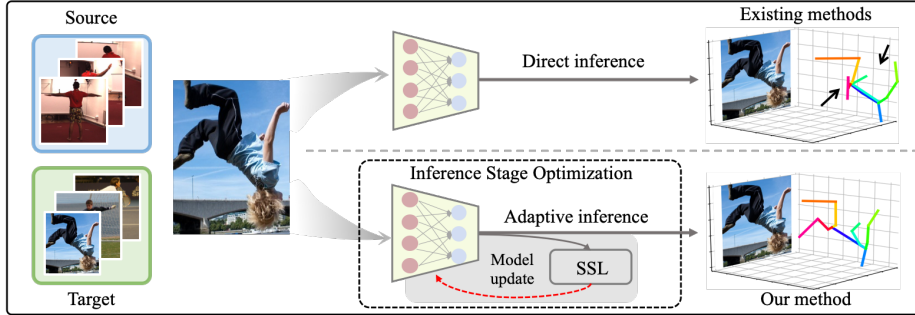 Source
Existing methods
Direct inference
Inference Stage Optimization
Adaptive inference
Model
update
SSL
Target
Our method